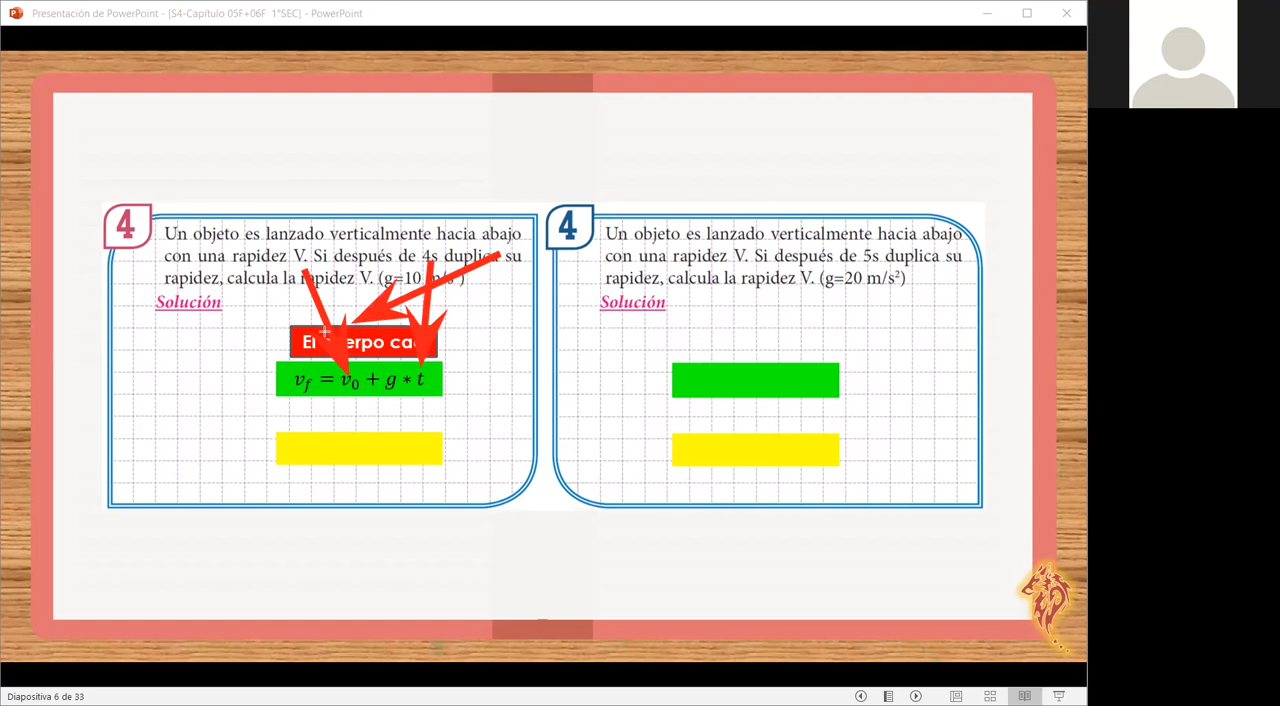 Presentación de PowerPoint - [S4-Capítulo 05F+06F 1°SEC] - PowerPoint
4
Un objeto es lanzado verticalmente hacia abajo
con una rapidez V. Si después de 4s duplica su
rapidez, calcula la rapidez V. (g=10 m/s²)
Solución
v_f = v_0 + g * t
4
Un objeto es lanzado verticalmente hacia abajo
con una rapidez V. Si después de 5s duplica su
rapidez, calcula la rapidez V. (g=20 m/s²)
Solución
Diapositiva 6 de 33